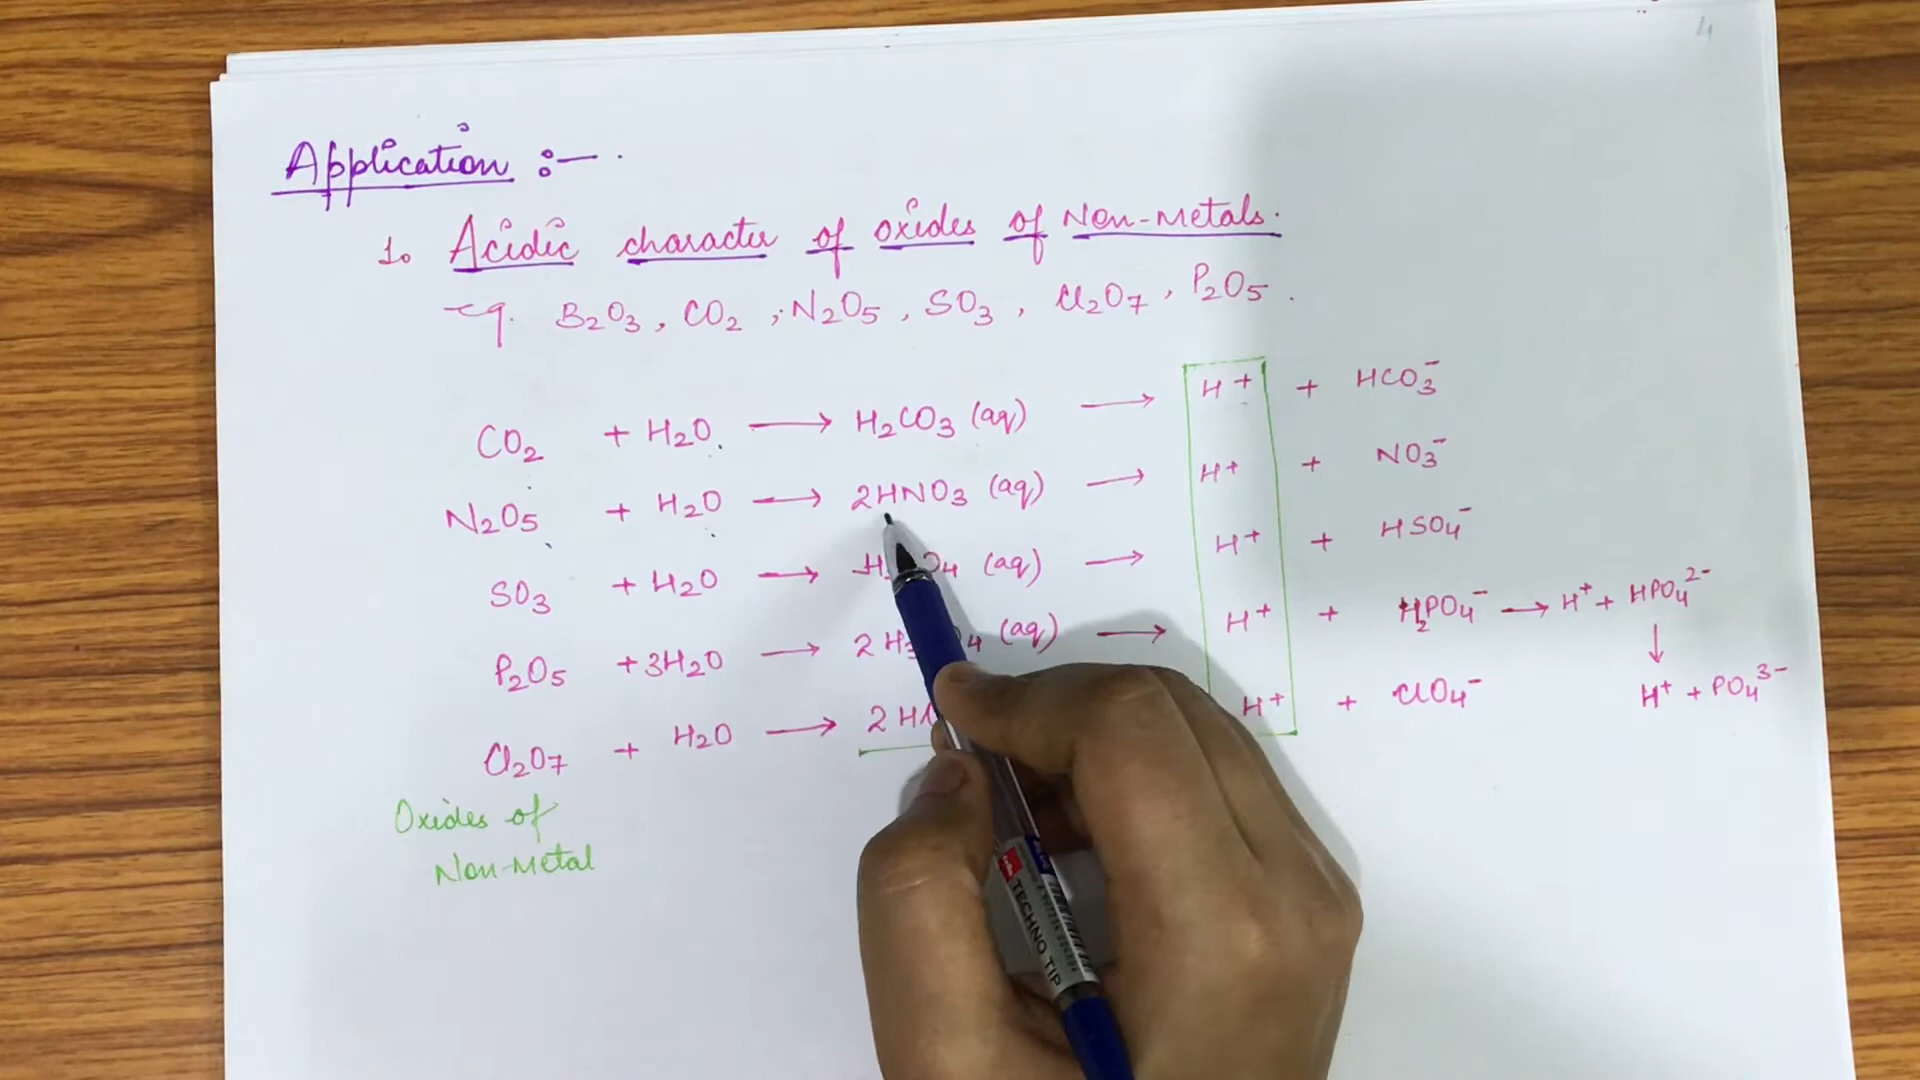 4
Application :- .
1. Acidic character of oxides of Non-Metals.
eg. B2O3, CO2, N2O5, SO3, Cl2O7, P2O5.
CO2 + H2O ⟶ H2CO3 (aq) ⟶ H+ + HCO3-
N2O5 + H2O ⟶ 2HNO3 (aq) ⟶ H+ + NO3-
SO3 + H2O ⟶ (aq) ⟶ H+ + HSO4-
P2O5 + 3H2O ⟶ (aq) ⟶ H+ + H2PO4- ⟶ H+ + HPO4 2-
↓
H+ + PO4 3-
Cl2O7 + H2O ⟶ H+ + ClO4-
Oxides of
Non-Metal
TECHNO TIP